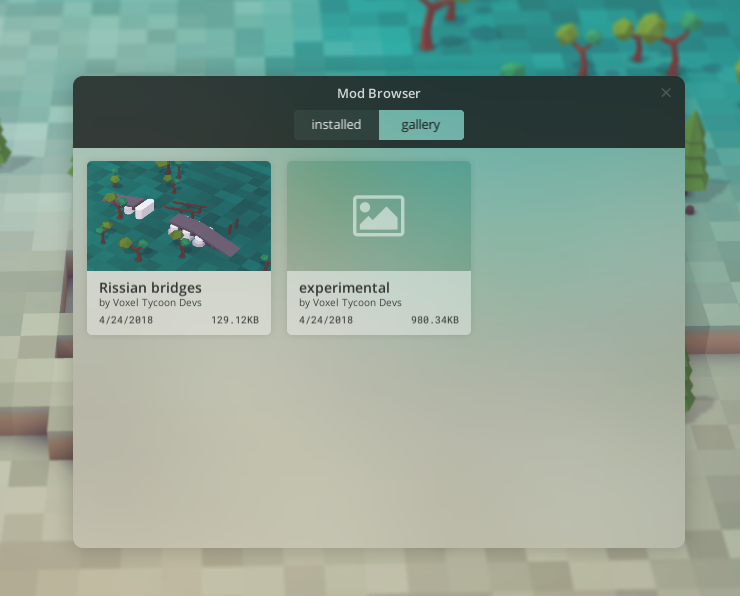 Mod Browser
installed
gallery
Rissian bridges
by Voxel Tycoon Devs
4/24/2018
129.12KB
experimental
by Voxel Tycoon Devs
4/24/2018
980.34KB